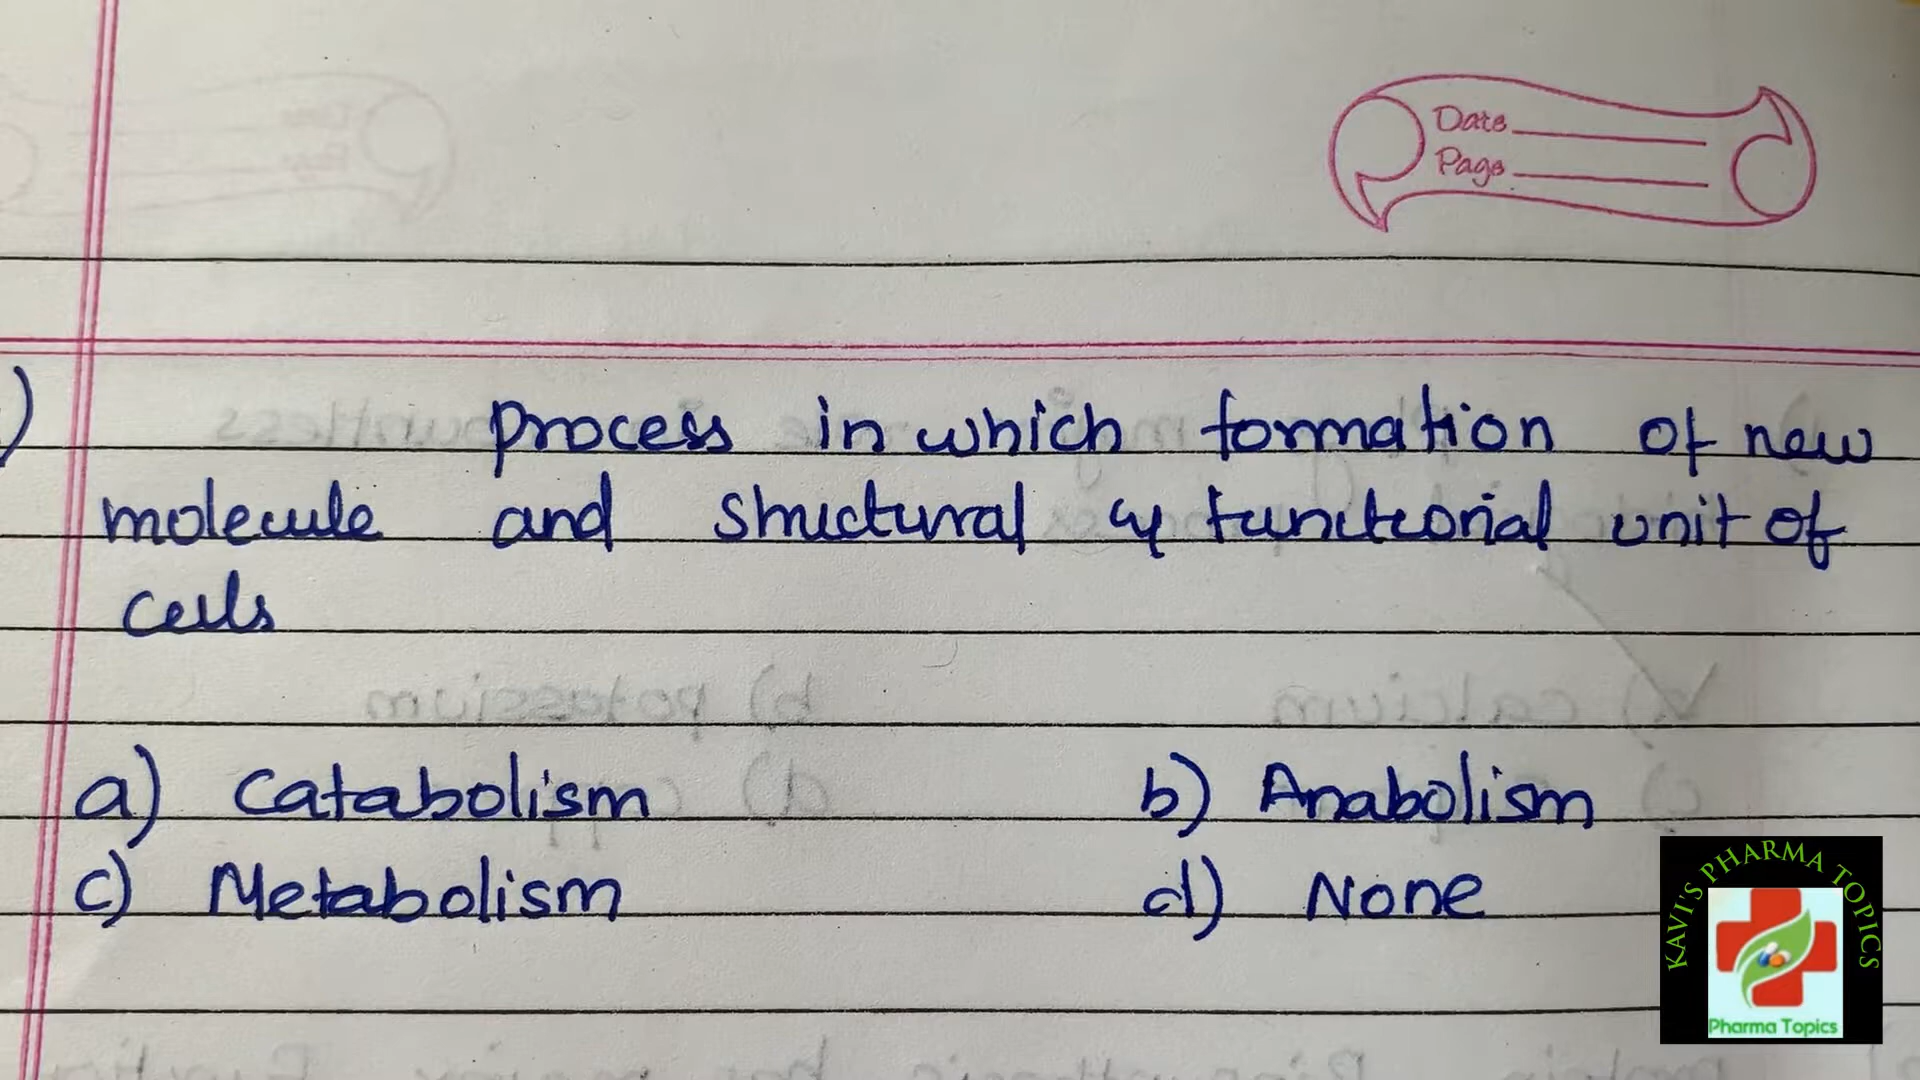 Date
Page
) process in which formation of new
molecule and structural & functional unit of
cells
a) Catabolism b) Anabolism
c) Metabolism d) None
KAVI'S PHARMA TOPICS
Pharma Topics